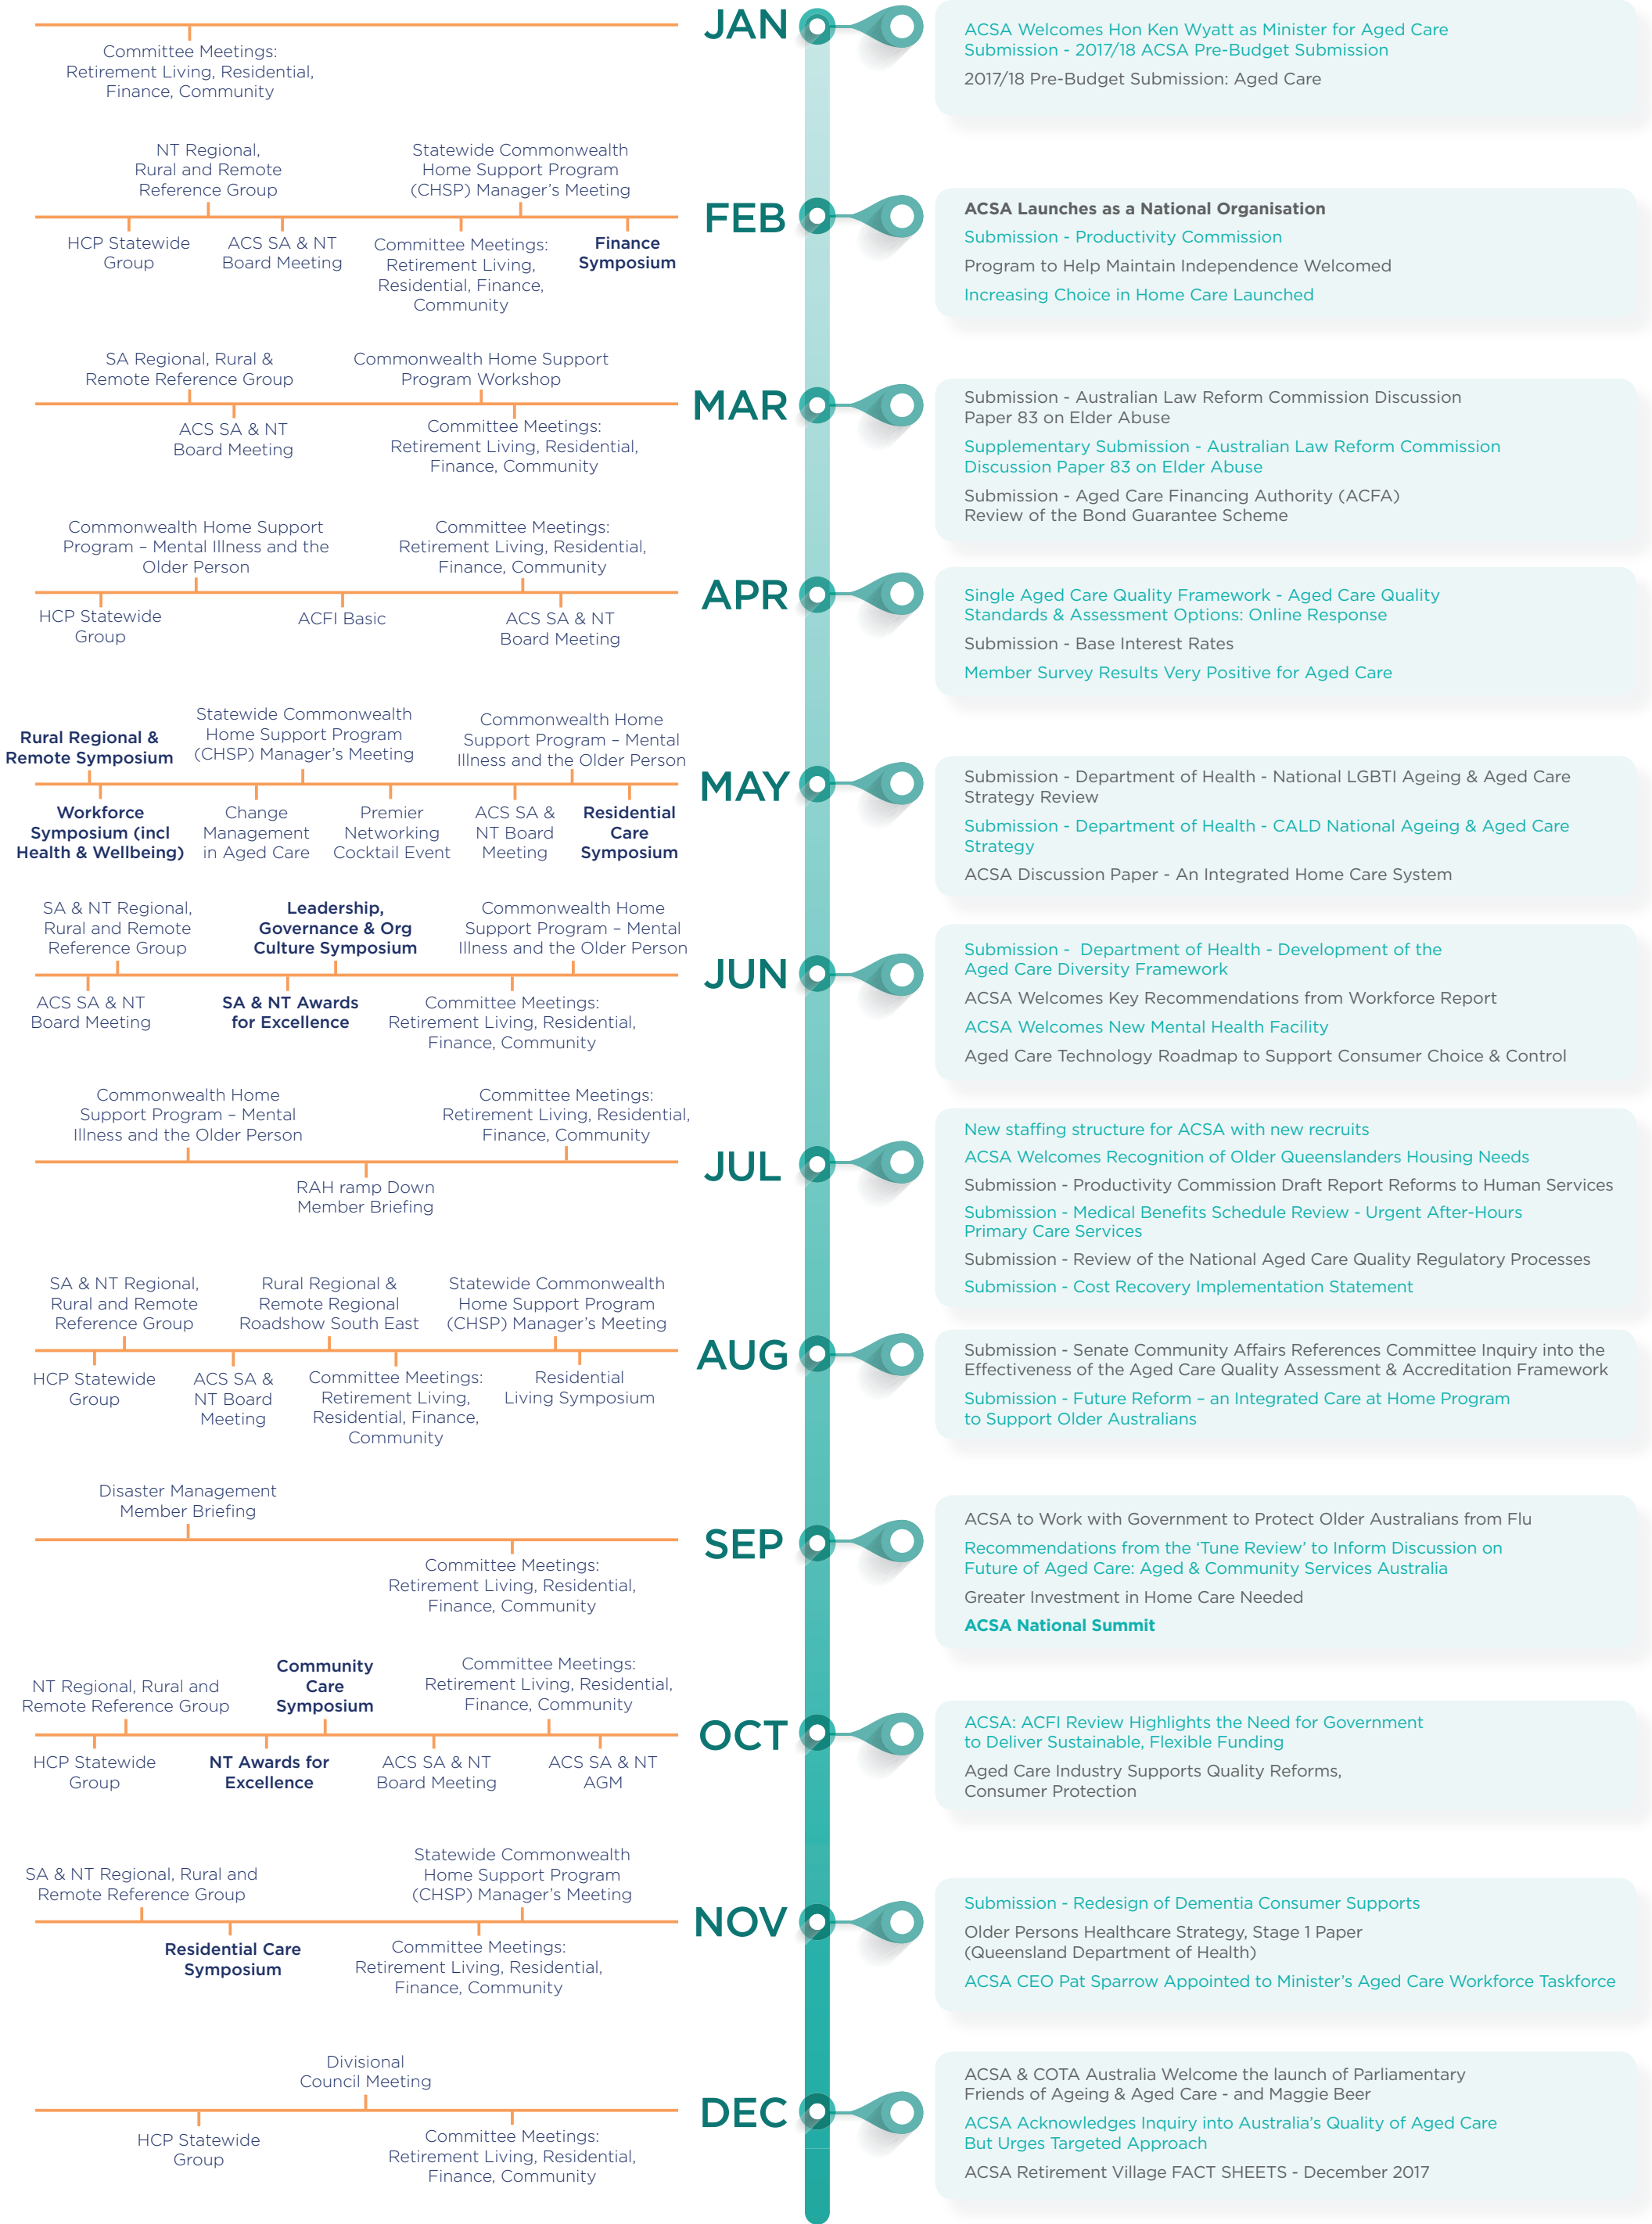 JAN
Committee Meetings:
Retirement Living, Residential,
Finance, Community
ACSA Welcomes Hon Ken Wyatt as Minister for Aged Care
Submission - 2017/18 ACSA Pre-Budget Submission
2017/18 Pre-Budget Submission: Aged Care
FEB
NT Regional,
Rural and Remote
Reference Group
Statewide Commonwealth
Home Support Program
(CHSP) Manager's Meeting
HCP Statewide
Group
ACS SA & NT
Board Meeting
Committee Meetings:
Retirement Living,
Residential, Finance,
Community
Finance
Symposium
ACSA Launches as a National Organisation
Submission - Productivity Commission
Program to Help Maintain Independence Welcomed
Increasing Choice in Home Care Launched
MAR
SA Regional, Rural &
Remote Reference Group
Commonwealth Home Support
Program Workshop
ACS SA & NT
Board Meeting
Committee Meetings:
Retirement Living, Residential,
Finance, Community
Submission - Australian Law Reform Commission Discussion
Paper 83 on Elder Abuse
Supplementary Submission - Australian Law Reform Commission
Discussion Paper 83 on Elder Abuse
Submission - Aged Care Financing Authority (ACFA)
Review of the Bond Guarantee Scheme
APR
Commonwealth Home Support
Program – Mental Illness and the
Older Person
Committee Meetings:
Retirement Living, Residential,
Finance, Community
HCP Statewide
Group
ACFI Basic
ACS SA & NT
Board Meeting
Single Aged Care Quality Framework - Aged Care Quality
Standards & Assessment Options: Online Response
Submission - Base Interest Rates
Member Survey Results Very Positive for Aged Care
MAY
Rural Regional &
Remote Symposium
Statewide Commonwealth
Home Support Program
(CHSP) Manager's Meeting
Commonwealth Home
Support Program – Mental
Illness and the Older Person
Workforce
Symposium (incl
Health & Wellbeing)
Change
Management
in Aged Care
Premier
Networking
Cocktail Event
ACS SA &
NT Board
Meeting
Residential
Care
Symposium
Submission - Department of Health - National LGBTI Ageing & Aged Care
Strategy Review
Submission - Department of Health - CALD National Ageing & Aged Care
Strategy
ACSA Discussion Paper - An Integrated Home Care System
JUN
SA & NT Regional,
Rural and Remote
Reference Group
Leadership,
Governance & Org
Culture Symposium
Commonwealth Home
Support Program – Mental
Illness and the Older Person
ACS SA & NT
Board Meeting
SA & NT Awards
for Excellence
Committee Meetings:
Retirement Living, Residential,
Finance, Community
Submission - Department of Health - Development of the
Aged Care Diversity Framework
ACSA Welcomes Key Recommendations from Workforce Report
ACSA Welcomes New Mental Health Facility
Aged Care Technology Roadmap to Support Consumer Choice & Control
JUL
Commonwealth Home
Support Program – Mental
Illness and the Older Person
Committee Meetings:
Retirement Living, Residential,
Finance, Community
RAH ramp Down
Member Briefing
New staffing structure for ACSA with new recruits
ACSA Welcomes Recognition of Older Queenslanders Housing Needs
Submission - Productivity Commission Draft Report Reforms to Human Services
Submission - Medical Benefits Schedule Review - Urgent After-Hours
Primary Care Services
Submission - Review of the National Aged Care Quality Regulatory Processes
Submission - Cost Recovery Implementation Statement
AUG
SA & NT Regional,
Rural and Remote
Reference Group
Rural Regional &
Remote Regional
Roadshow South East
Statewide Commonwealth
Home Support Program
(CHSP) Manager's Meeting
HCP Statewide
Group
ACS SA &
NT Board
Meeting
Committee Meetings:
Retirement Living,
Residential, Finance,
Community
Residential
Living Symposium
Submission - Senate Community Affairs References Committee Inquiry into the
Effectiveness of the Aged Care Quality Assessment & Accreditation Framework
Submission - Future Reform – an Integrated Care at Home Program
to Support Older Australians
SEP
Disaster Management
Member Briefing
Committee Meetings:
Retirement Living, Residential,
Finance, Community
ACSA to Work with Government to Protect Older Australians from Flu
Recommendations from the 'Tune Review' to Inform Discussion on
Future of Aged Care: Aged & Community Services Australia
Greater Investment in Home Care Needed
ACSA National Summit
OCT
NT Regional, Rural and
Remote Reference Group
Community
Care
Symposium
Committee Meetings:
Retirement Living, Residential,
Finance, Community
HCP Statewide
Group
NT Awards for
Excellence
ACS SA & NT
Board Meeting
ACS SA & NT
AGM
ACSA: ACFI Review Highlights the Need for Government
to Deliver Sustainable, Flexible Funding
Aged Care Industry Supports Quality Reforms,
Consumer Protection
NOV
SA & NT Regional, Rural and
Remote Reference Group
Statewide Commonwealth
Home Support Program
(CHSP) Manager's Meeting
Residential Care
Symposium
Committee Meetings:
Retirement Living, Residential,
Finance, Community
Submission - Redesign of Dementia Consumer Supports
Older Persons Healthcare Strategy, Stage 1 Paper
(Queensland Department of Health)
ACSA CEO Pat Sparrow Appointed to Minister's Aged Care Workforce Taskforce
DEC
Divisional
Council Meeting
HCP Statewide
Group
Committee Meetings:
Retirement Living, Residential,
Finance, Community
ACSA & COTA Australia Welcome the launch of Parliamentary
Friends of Ageing & Aged Care - and Maggie Beer
ACSA Acknowledges Inquiry into Australia's Quality of Aged Care
But Urges Targeted Approach
ACSA Retirement Village FACT SHEETS - December 2017